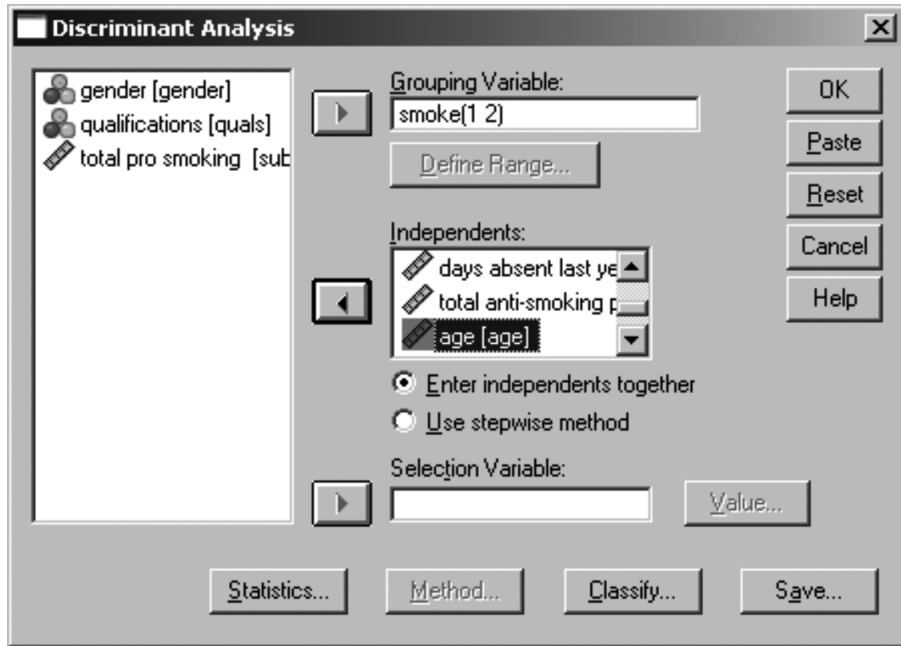 Discriminant Analysis
gender [gender]
qualifications [quals]
total pro smoking [sub
Grouping Variable:
smoke(1 2)
Define Range...
Independents:
days absent last ye
total anti-smoking p
age [age]
Enter independents together
Use stepwise method
Selection Variable:
Value...
OK
Paste
Reset
Cancel
Help
Statistics...
Method...
Classify...
Save...